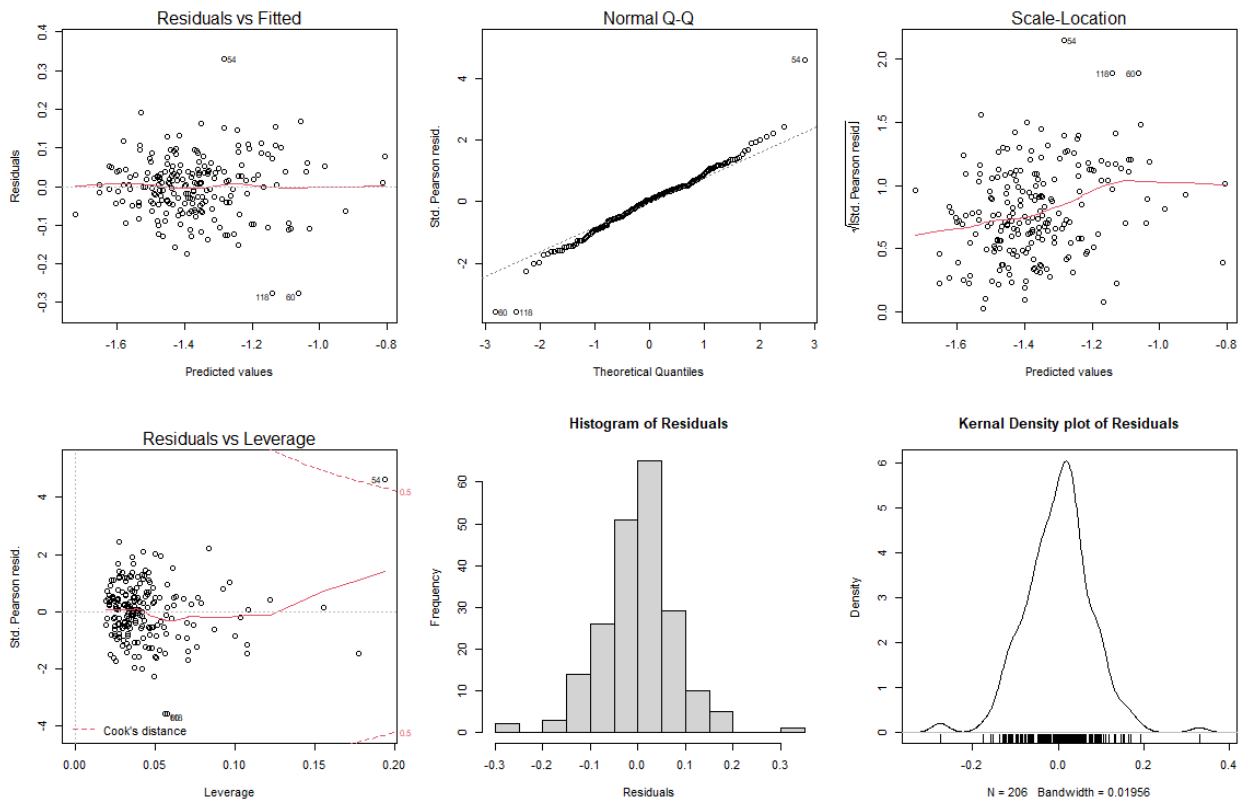 Residuals vs Fitted
Residuals
0.4
0.3
0.2
0.1
0.0
-0.1
-0.2
-0.3
54
118
60
-1.6 -1.4 -1.2 -1.0 -0.8
Predicted values
Normal Q-Q
Std. Pearson resid.
4
2
0
-2
54
60
118
-3 -2 -1 0 1 2 3
Theoretical Quantiles
Scale-Location
√|Std. Pearson resid|
2.0
1.5
1.0
0.5
0.0
54
118
60
-1.6 -1.4 -1.2 -1.0 -0.8
Predicted values
Residuals vs Leverage
Std. Pearson resid.
4
2
0
-2
-4
54
0.5
0.5
Cook's distance
0.00 0.05 0.10 0.15 0.20
Leverage
Histogram of Residuals
Frequency
60
50
40
30
20
10
0
-0.3 -0.2 -0.1 0.0 0.1 0.2 0.3
Residuals
Kernal Density plot of Residuals
Density
6
5
4
3
2
1
0
-0.2 0.0 0.2 0.4
N = 206 Bandwidth = 0.01956